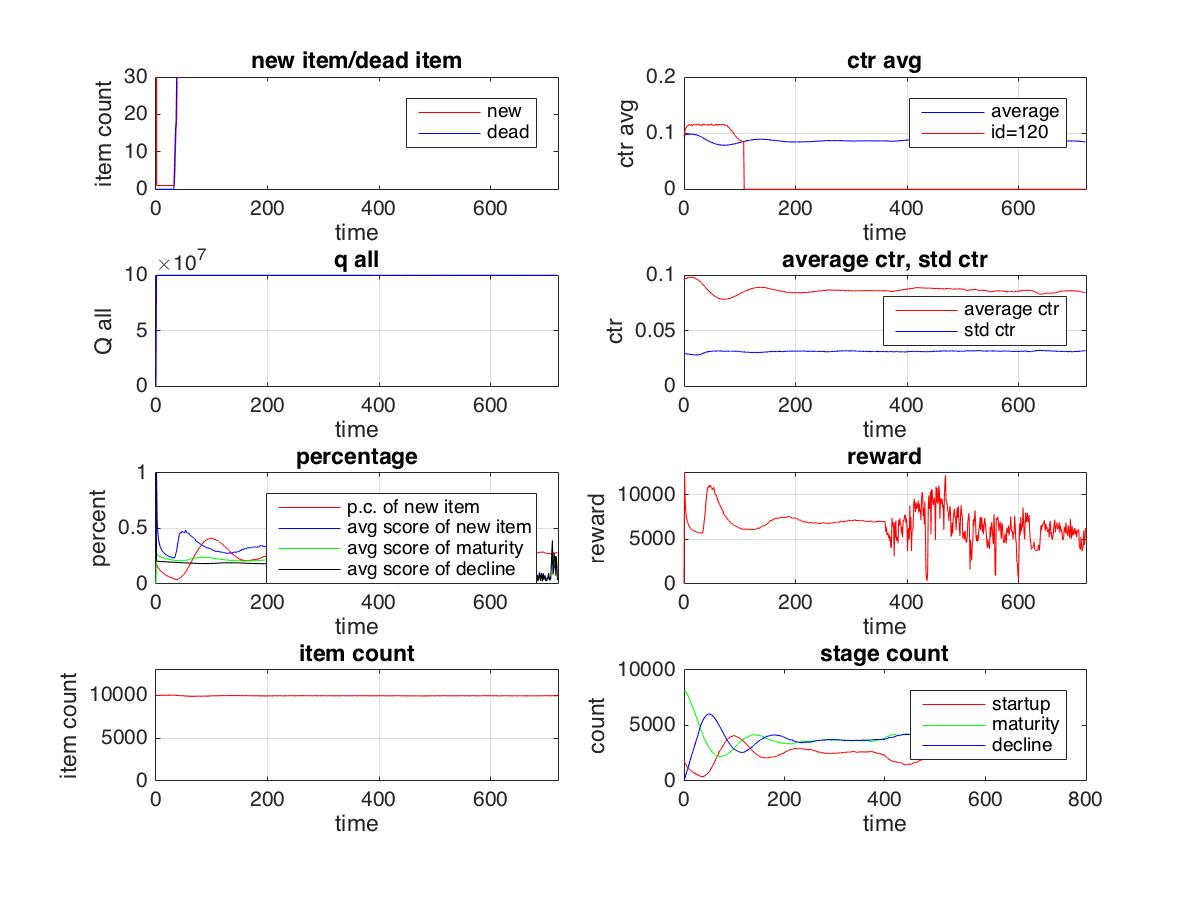 new item/dead item
30
20
10
0
item count
new
dead
0 200 400 600
time
ctr avg
0.2
0.1
0
ctr avg
average
id=120
0 200 400 600
time
q all
×10^7
10
5
0
Q all
0 200 400 600
time
average ctr, std ctr
0.1
0.05
0
ctr
average ctr
std ctr
0 200 400 600
time
percentage
1
0.5
0
percent
p.c. of new item
avg score of new item
avg score of maturity
avg score of decline
0 200 400 600
time
reward
10000
5000
0
reward
0 200 400 600
time
item count
10000
5000
0
item count
0 200 400 600
time
stage count
10000
5000
0
count
startup
maturity
decline
0 200 400 600 800
time